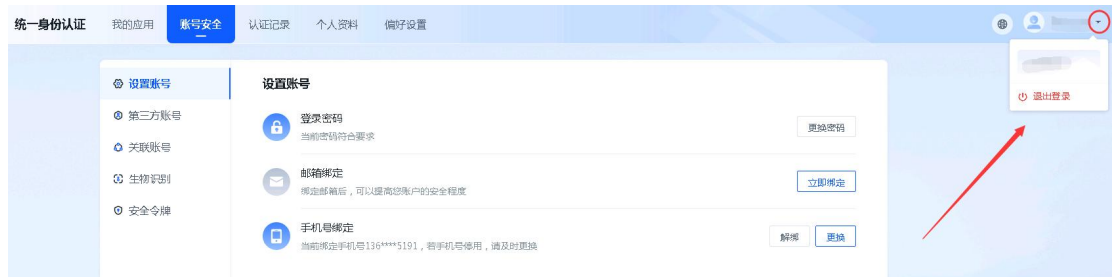 统一身份认证 我的应用 账号安全 认证记录 个人资料 偏好设置
设置账号
第三方账号
关联账号
生物识别
安全令牌
设置账号
登录密码
当前密码符合要求
更换密码
邮箱绑定
绑定邮箱后，可以提高您账户的安全程度
立即绑定
手机号绑定
当前绑定手机号136****5191，若手机号停用，请及时更换
解绑 更换
退出登录